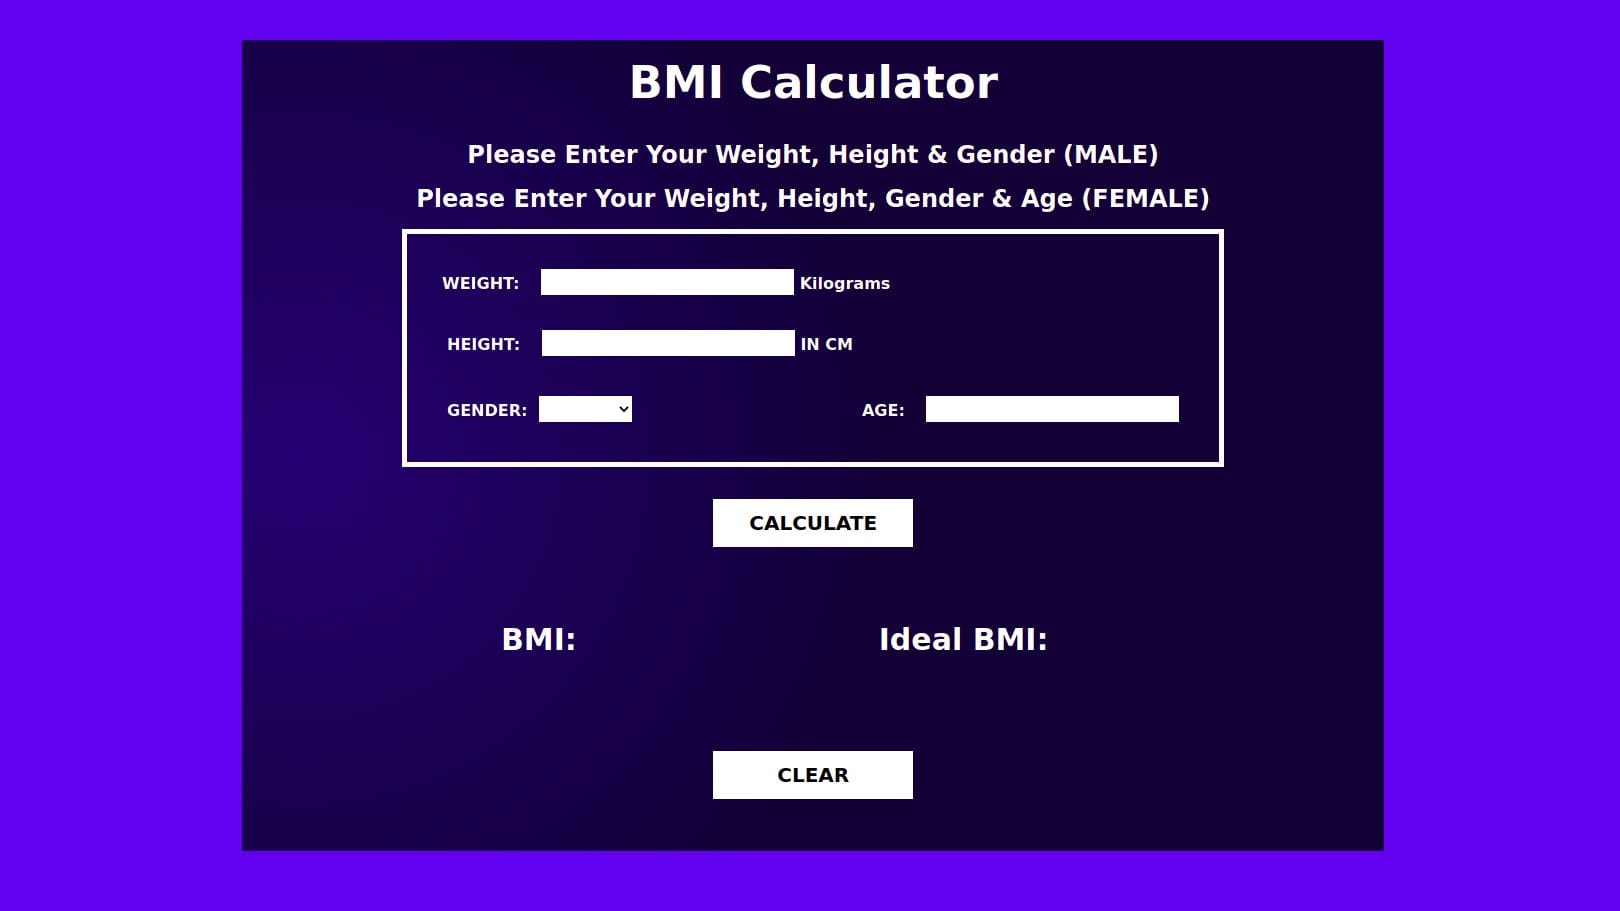 BMI Calculator
Please Enter Your Weight, Height & Gender (MALE)
Please Enter Your Weight, Height, Gender & Age (FEMALE)
WEIGHT: Kilograms
HEIGHT: IN CM
GENDER: AGE:
CALCULATE
BMI: Ideal BMI:
CLEAR